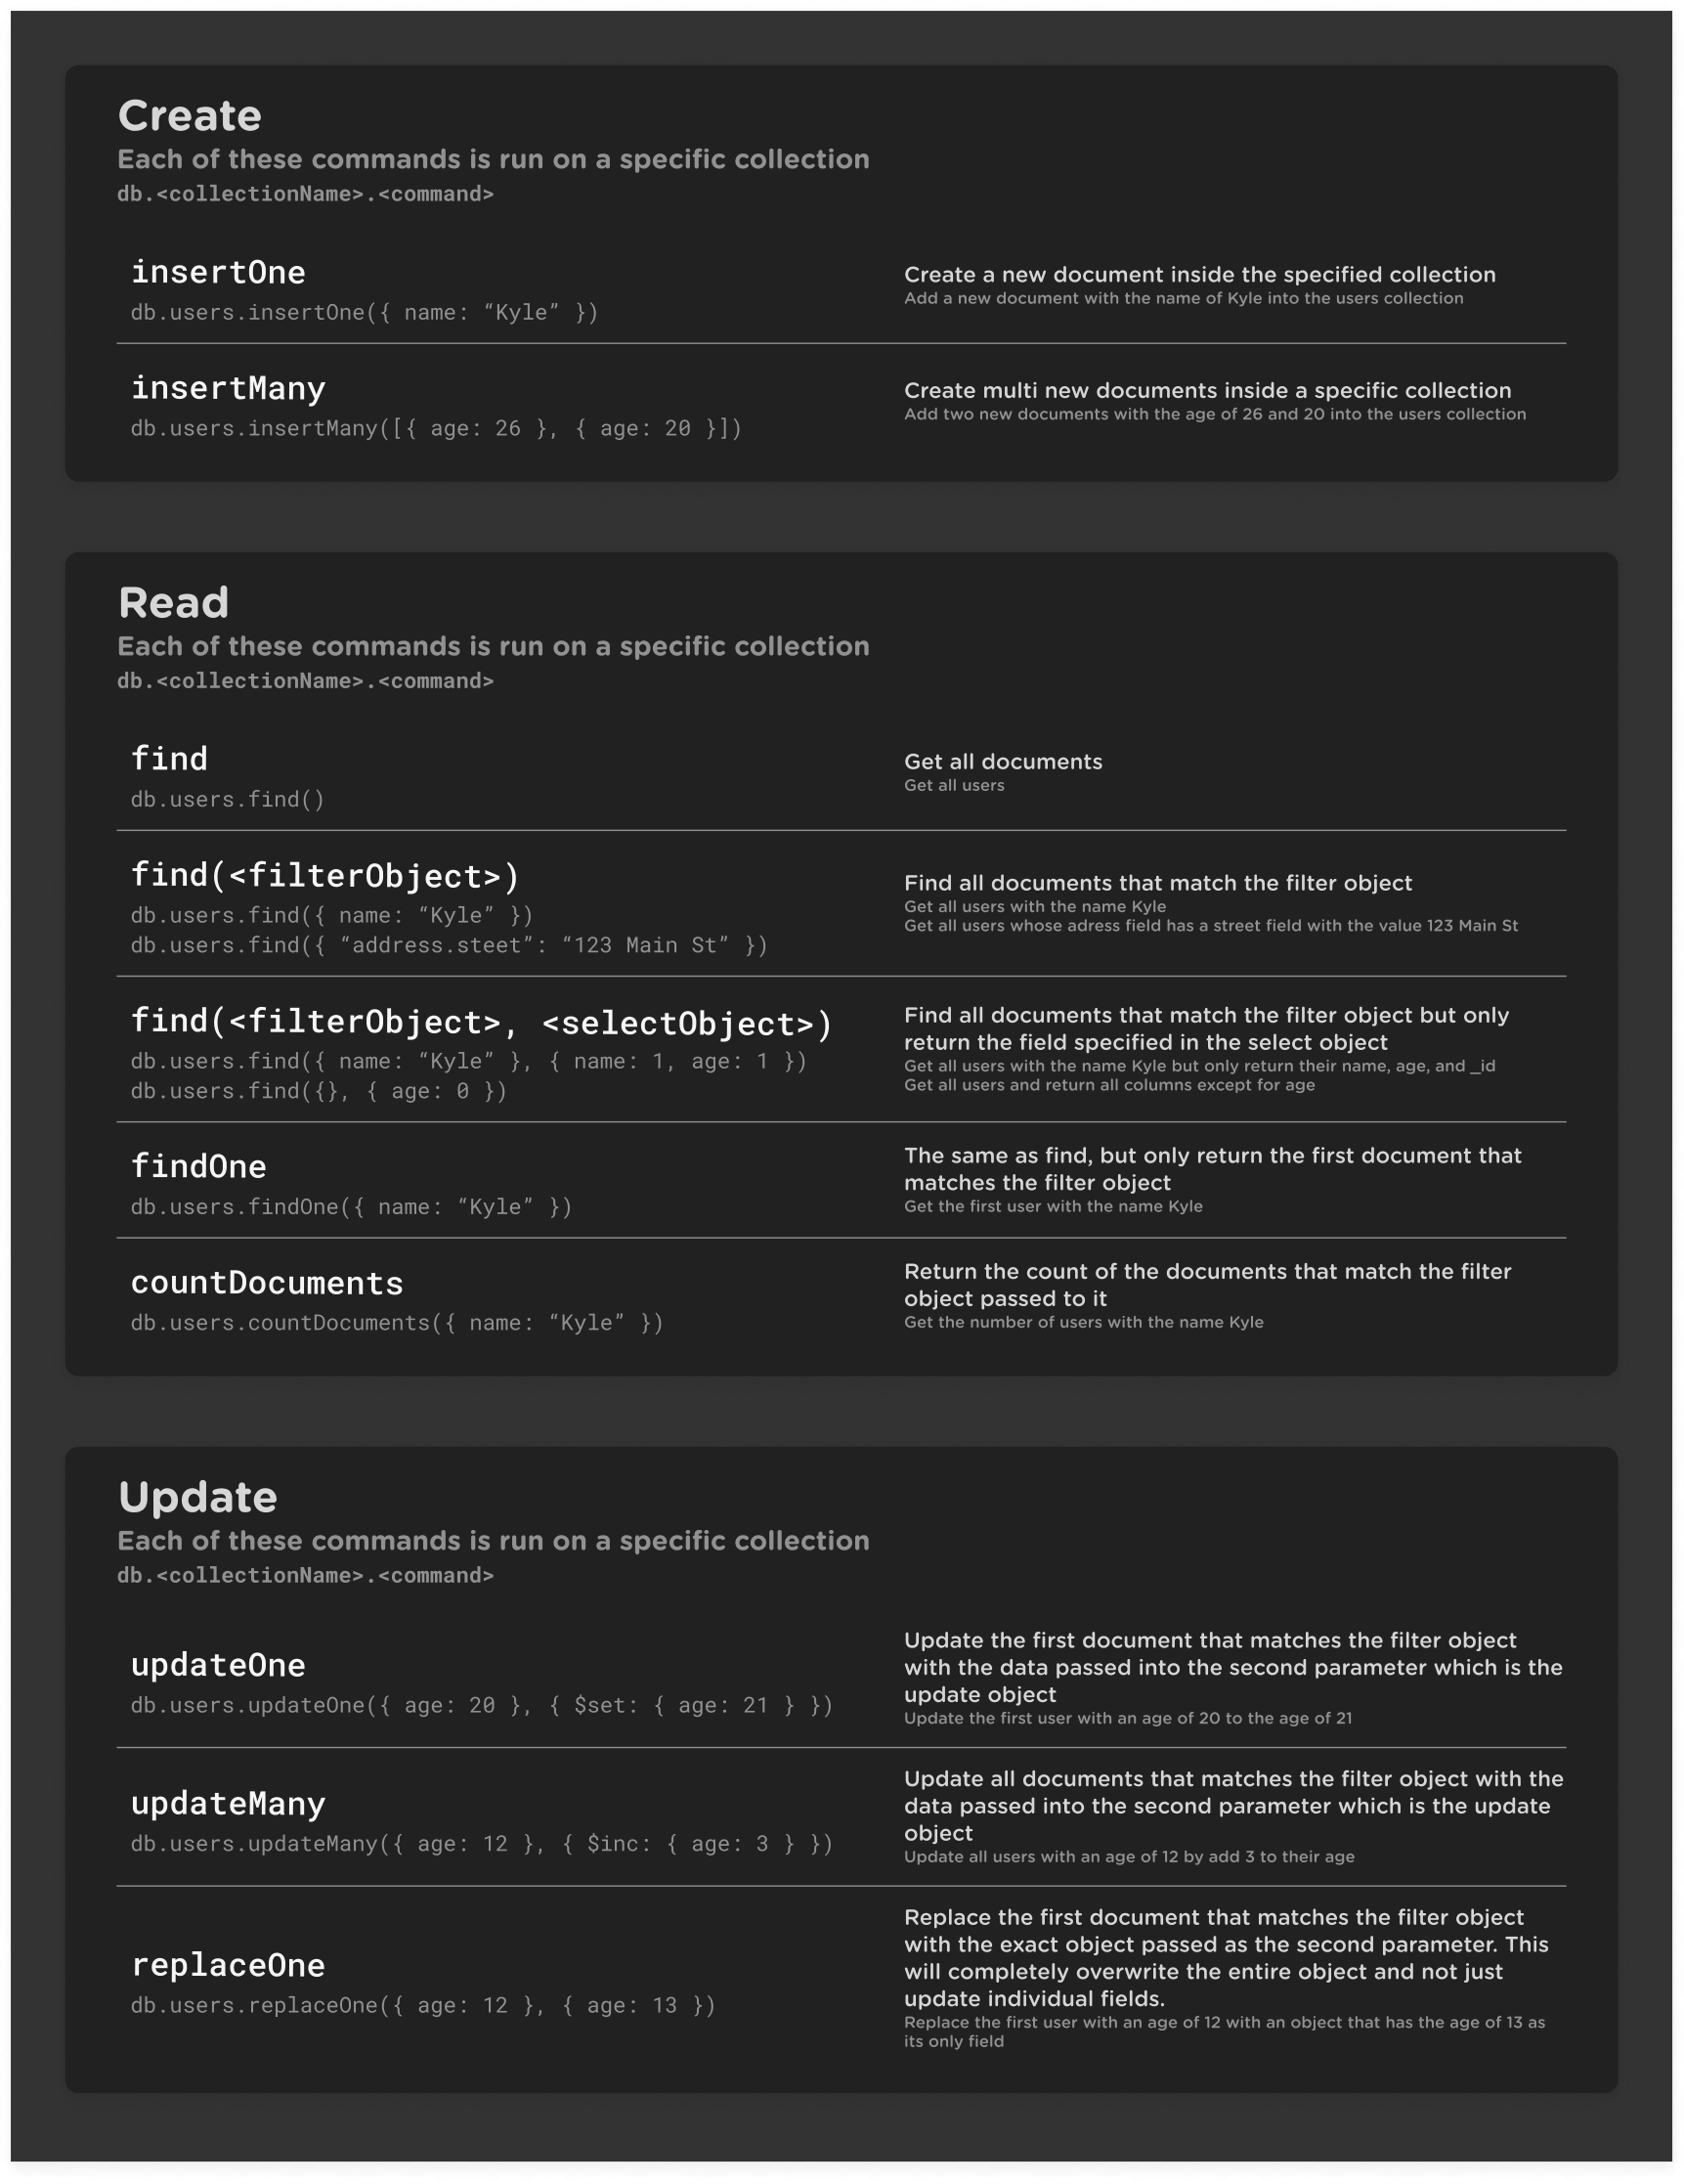 Create
Each of these commands is run on a specific collection
db.<collectionName>.<command>
insertOne
db.users.insertOne({ name: “Kyle” })
Create a new document inside the specified collection
Add a new document with the name of Kyle into the users collection
insertMany
db.users.insertMany([{ age: 26 }, { age: 20 }])
Create multi new documents inside a specific collection
Add two new documents with the age of 26 and 20 into the users collection
Read
Each of these commands is run on a specific collection
db.<collectionName>.<command>
find
db.users.find()
Get all documents
Get all users
find(<filterObject>)
db.users.find({ name: “Kyle” })
db.users.find({ “address.steet”: “123 Main St” })
Find all documents that match the filter object
Get all users with the name Kyle
Get all users whose adress field has a street field with the value 123 Main St
find(<filterObject>, <selectObject>)
db.users.find({ name: “Kyle” }, { name: 1, age: 1 })
db.users.find({}, { age: 0 })
Find all documents that match the filter object but only
return the field specified in the select object
Get all users with the name Kyle but only return their name, age, and _id
Get all users and return all columns except for age
findOne
db.users.findOne({ name: “Kyle” })
The same as find, but only return the first document that
matches the filter object
Get the first user with the name Kyle
countDocuments
db.users.countDocuments({ name: “Kyle” })
Return the count of the documents that match the filter
object passed to it
Get the number of users with the name Kyle
Update
Each of these commands is run on a specific collection
db.<collectionName>.<command>
updateOne
db.users.updateOne({ age: 20 }, { $set: { age: 21 } })
Update the first document that matches the filter object
with the data passed into the second parameter which is the
update object
Update the first user with an age of 20 to the age of 21
updateMany
db.users.updateMany({ age: 12 }, { $inc: { age: 3 } })
Update all documents that matches the filter object with the
data passed into the second parameter which is the update
object
Update all users with an age of 12 by add 3 to their age
replaceOne
db.users.replaceOne({ age: 12 }, { age: 13 })
Replace the first document that matches the filter object
with the exact object passed as the second parameter. This
will completely overwrite the entire object and not just
update individual fields.
Replace the first user with an age of 12 with an object that has the age of 13 as
its only field